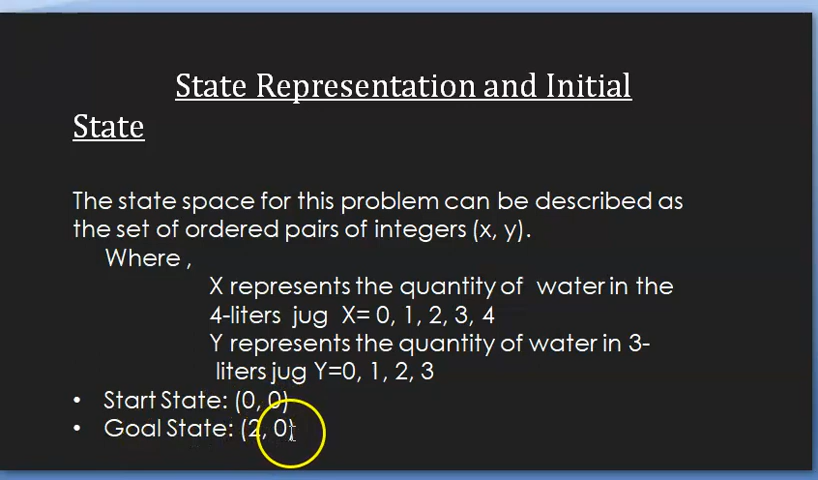 State Representation and Initial
State
The state space for this problem can be described as
the set of ordered pairs of integers (x, y).
Where ,
X represents the quantity of water in the
4-liters jug X= 0, 1, 2, 3, 4
Y represents the quantity of water in 3-
liters jug Y=0, 1, 2, 3
• Start State: (0, 0)
• Goal State: (2, 0)